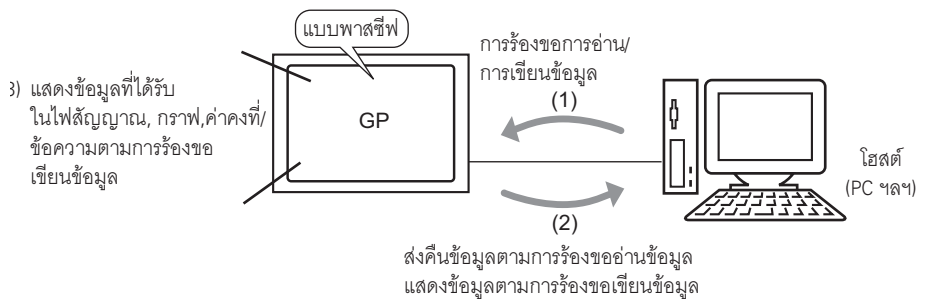 แบบพาสซีฟ
การร้องขอการอ่าน/
การเขียนข้อมูล
(1)
3) แสดงข้อมูลที่ได้รับ
ในไฟสัญญาณ, กราฟ,ค่าคงที่/
ข้อความตามการร้องขอ
เขียนข้อมูล
GP
โฮสต์
(PC ฯลฯ)
(2)
ส่งคืนข้อมูลตามการร้องขออ่านข้อมูล
แสดงข้อมูลตามการร้องขอเขียนข้อมูล